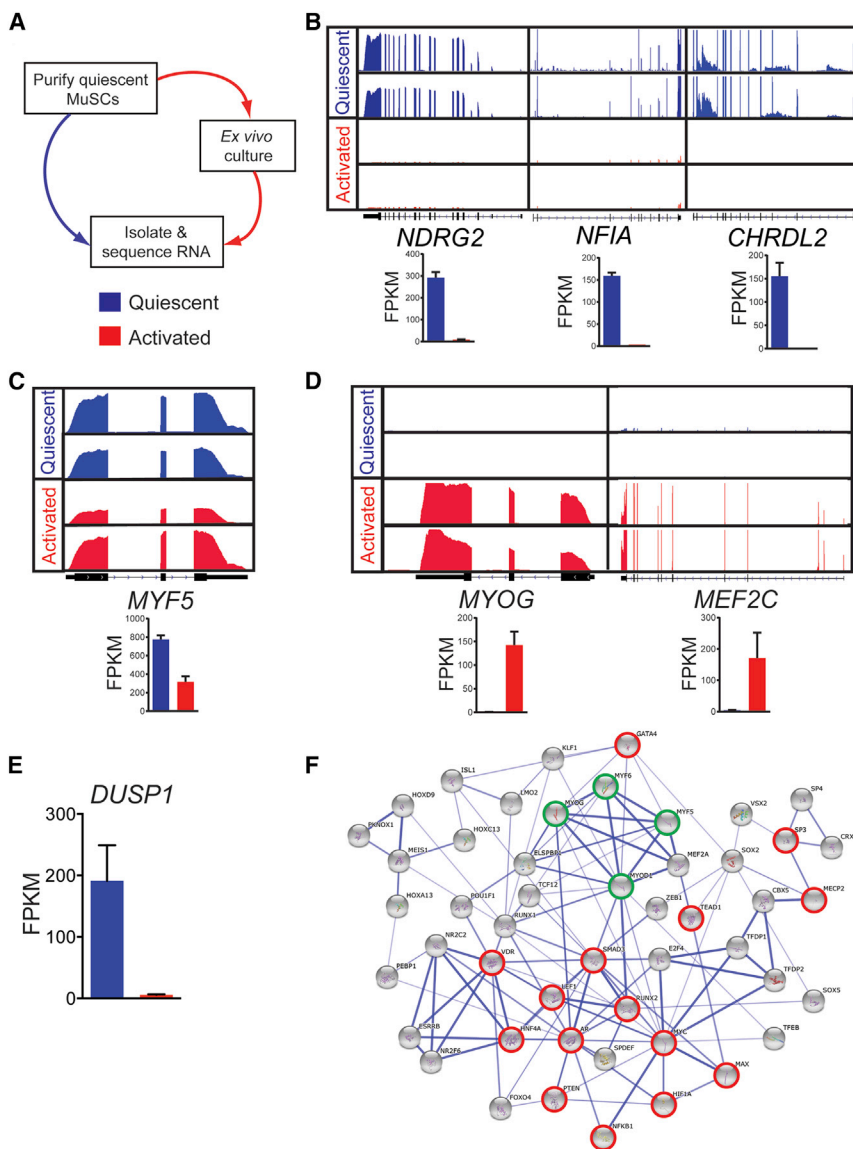 A
Purify quiescent
MuSCs
Ex vivo
culture
Isolate &
sequence RNA
Quiescent
Activated
B
Quiescent
Activated
NDRG2
NFIA
CHRDL2
FPKM
400
300
200
100
0
FPKM
200
150
100
50
0
FPKM
200
150
100
50
0
C
Quiescent
Activated
MYF5
FPKM
1000
800
600
400
200
0
D
Quiescent
Activated
MYOG
MEF2C
FPKM
200
150
100
50
0
FPKM
300
200
100
0
E
DUSP1
FPKM
300
200
100
0
F
GATA4
KLF1
ISL1
MYF6
HOXD9
LMO2
MYOG
MYF5
VSX2
SP4
PKNOX1
HOXC13
SP3
CRX
MEIS1
ELSPBP1
MEF2A
SOX2
MYOD1
TCF12
CBX5
MECP2
HOXA13
POU1F1
ZEB1
TEAD1
RUNX1
NR2C2
TFDP1
VDR
SMAD3
E2F4
PEBP1
TFDP2
LEF1
RUNX2
SOX5
ESRRB
HNF4A
AR
MYC
TFEB
NR2F6
SPDEF
MAX
FOXO4
PTEN
HIF1A
NFKB1